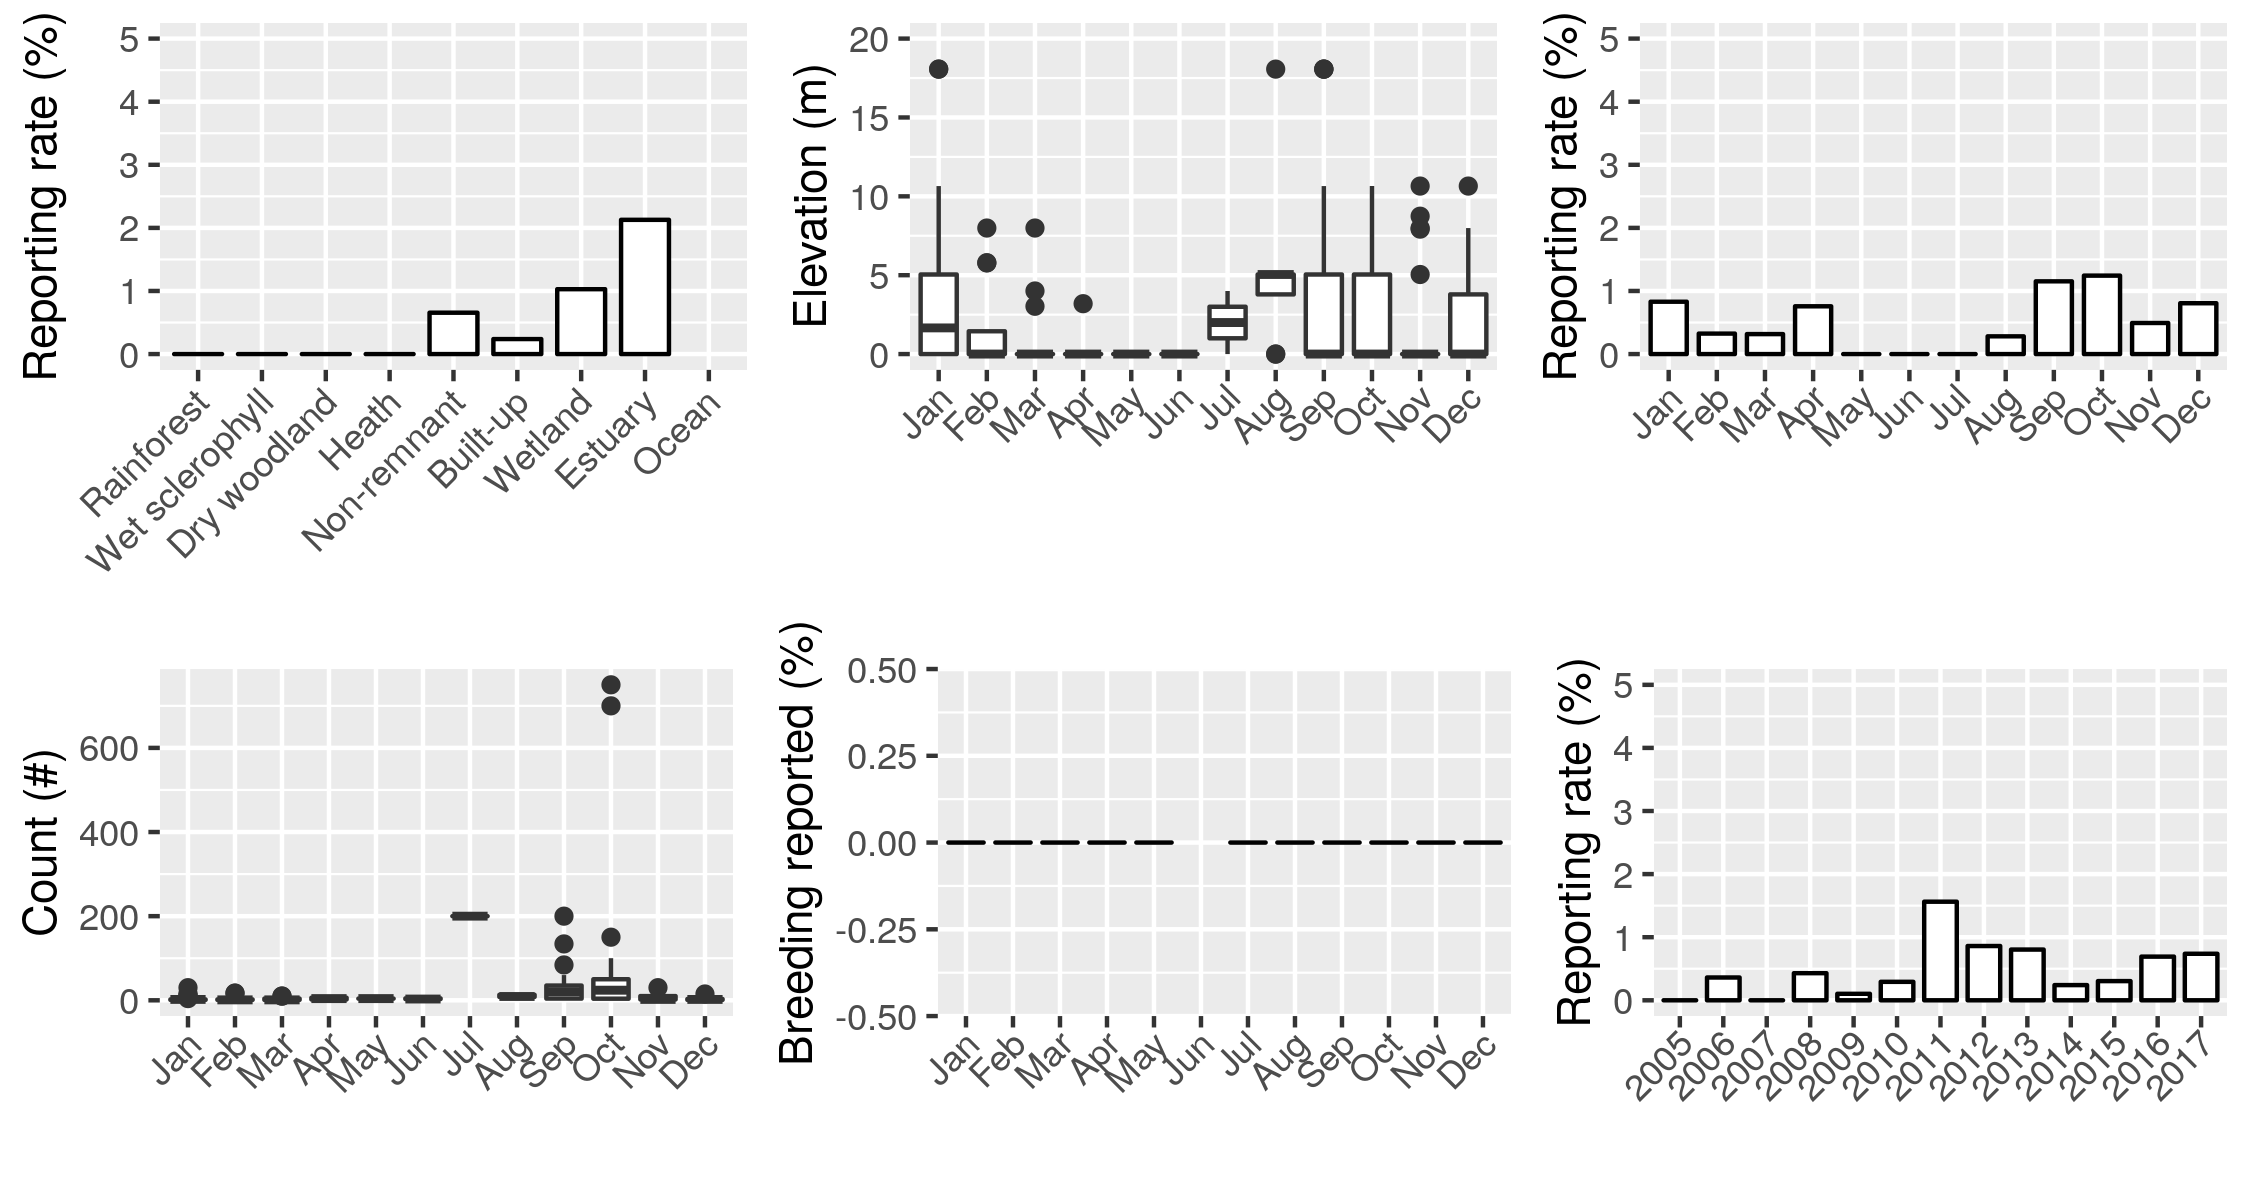 Reporting rate (%)
5
4
3
2
1
0
Rainforest
Wet sclerophyll
Dry woodland
Heath
Non-remnant
Built-up
Wetland
Estuary
Ocean
Elevation (m)
20
15
10
5
0
Jan
Feb
Mar
Apr
May
Jun
Jul
Aug
Sep
Oct
Nov
Dec
Reporting rate (%)
5
4
3
2
1
0
Jan
Feb
Mar
Apr
May
Jun
Jul
Aug
Sep
Oct
Nov
Dec
Count (#)
600
400
200
0
Jan
Feb
Mar
Apr
May
Jun
Jul
Aug
Sep
Oct
Nov
Dec
Breeding reported (%)
0.50
0.25
0.00
-0.25
-0.50
Jan
Feb
Mar
Apr
May
Jun
Jul
Aug
Sep
Oct
Nov
Dec
Reporting rate (%)
5
4
3
2
1
0
2005
2006
2007
2008
2009
2010
2011
2012
2013
2014
2015
2016
2017